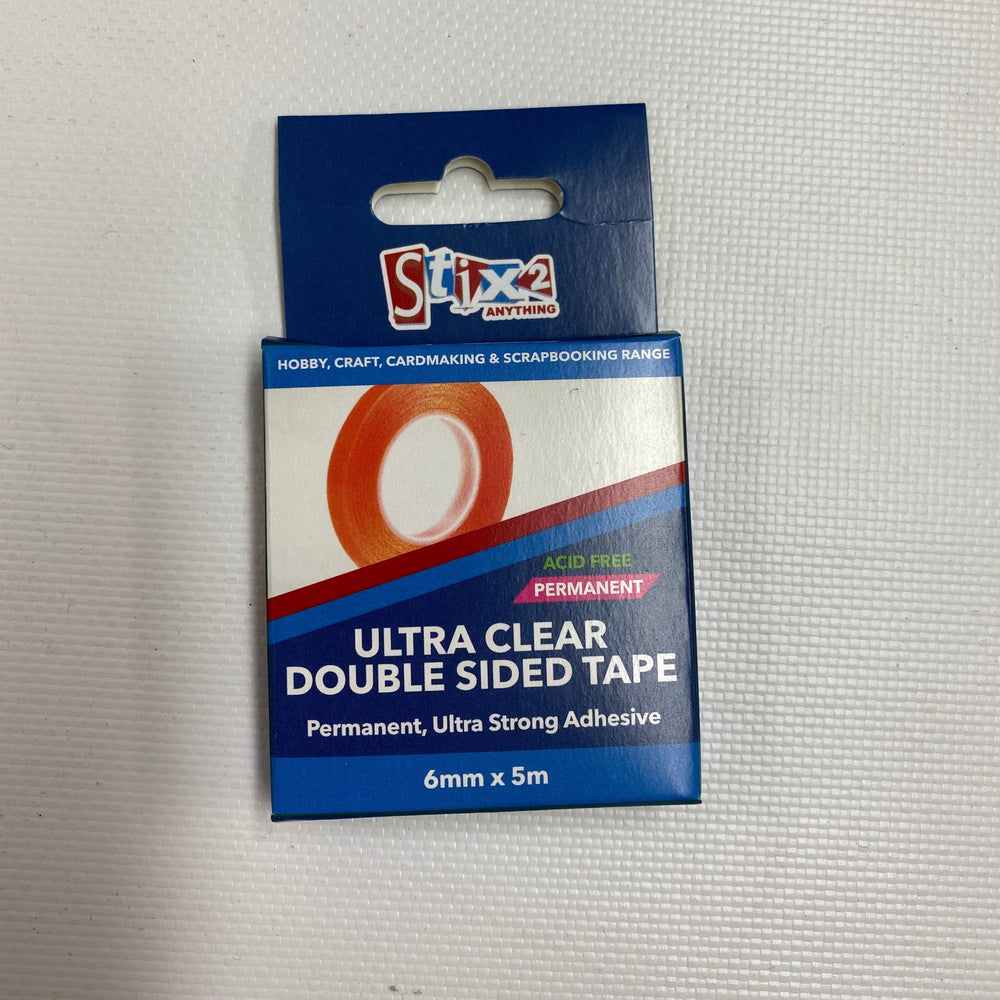 Stix2
ANYTHING
HOBBY, CRAFT, CARDMAKING & SCRAPBOOKING RANGE
ACID FREE
PERMANENT
ULTRA CLEAR
DOUBLE SIDED TAPE
Permanent, Ultra Strong Adhesive
6mm x 5m